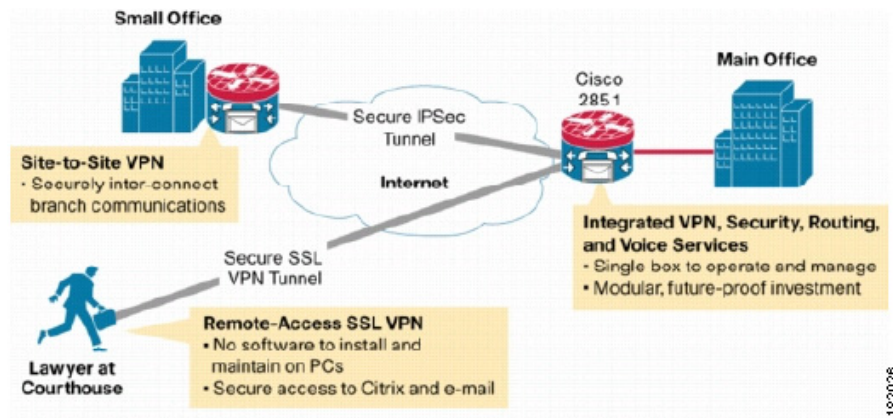 Small Office
Main Office
Cisco
2851
Secure IPSec
Tunnel
Internet
Site-to-Site VPN
• Securely inter-connect
branch communications
Integrated VPN, Security, Routing,
and Voice Services
• Single box to operate and manage
• Modular, future-proof investment
Secure SSL
VPN Tunnel
Remote-Access SSL VPN
• No software to install and
maintain on PCs
• Secure access to Citrix and e-mail
Lawyer at
Courthouse